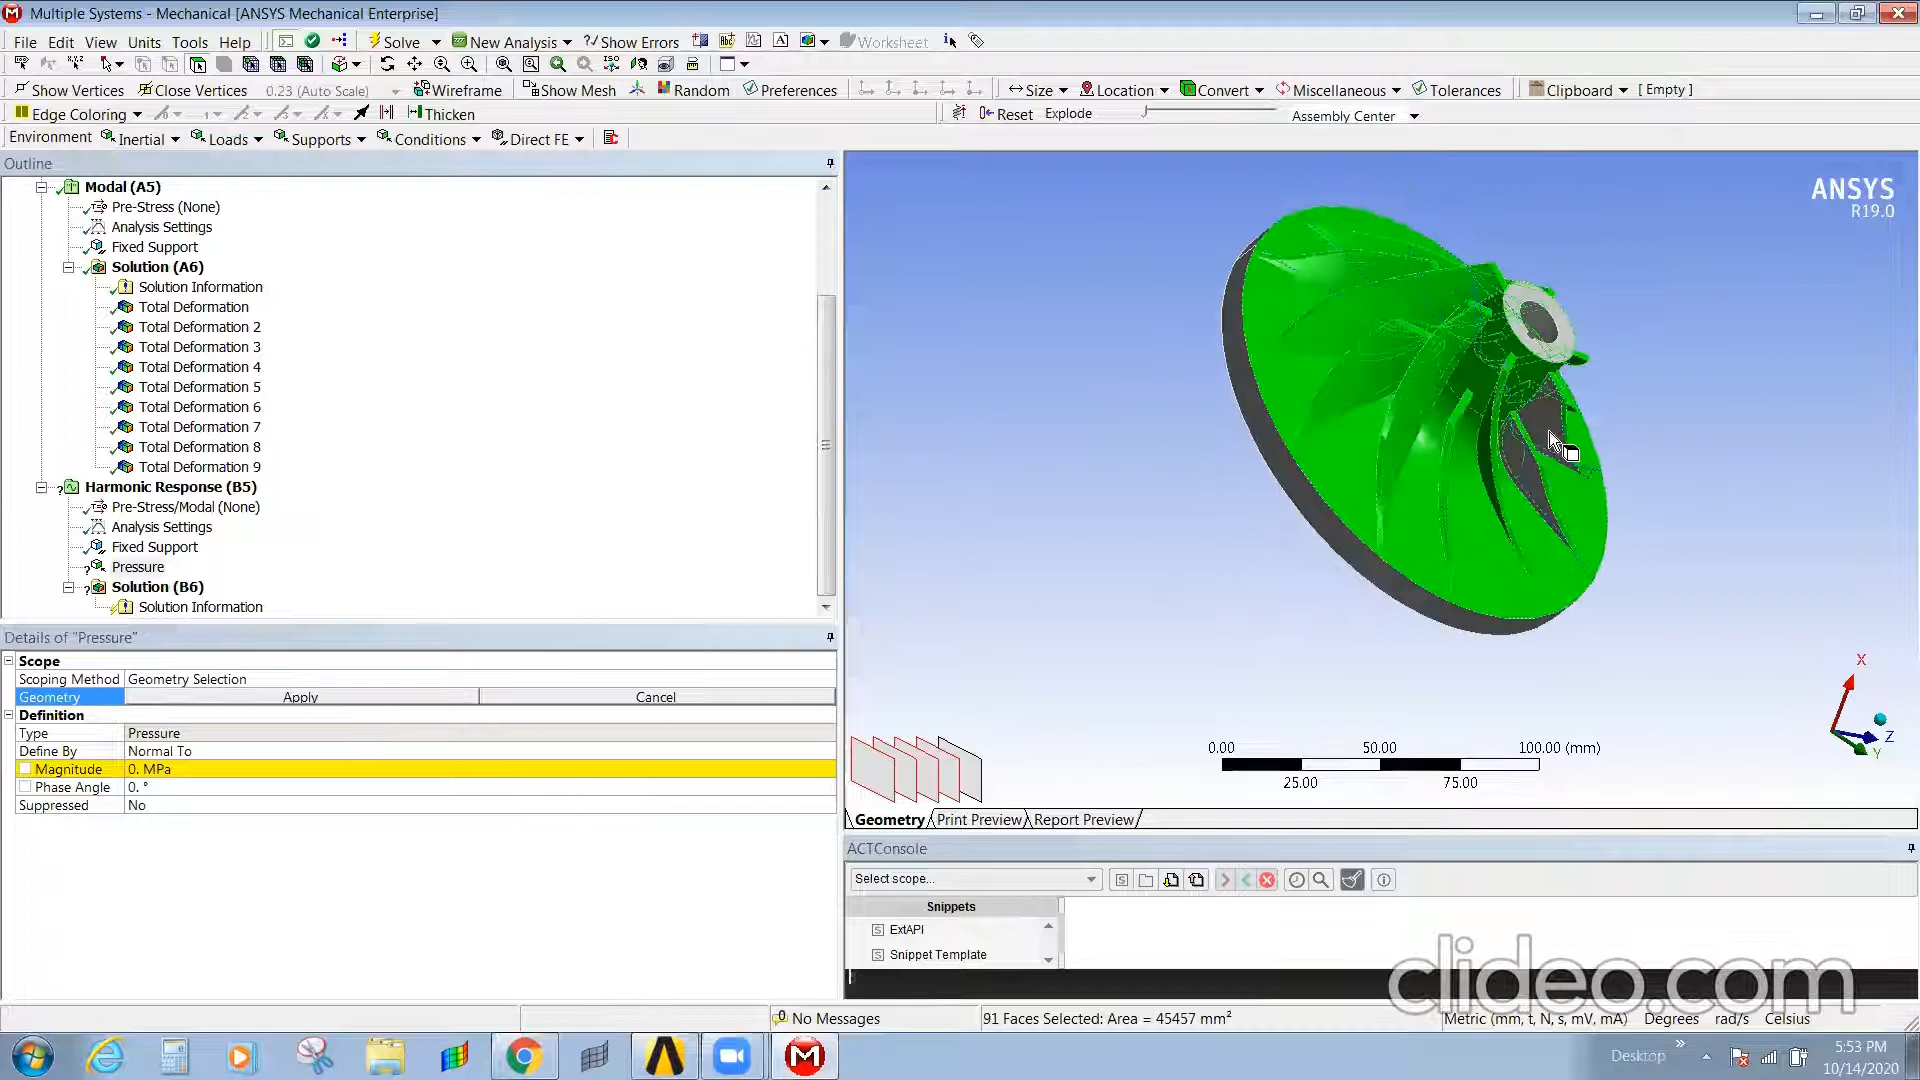 Multiple Systems - Mechanical [ANSYS Mechanical Enterprise]
File Edit View Units Tools Help Solve New Analysis Show Errors Worksheet
Show Vertices Close Vertices 0.23 (Auto Scale) Wireframe Show Mesh Random Preferences Size Location Convert Miscellaneous Tolerances Clipboard [ Empty ]
Edge Coloring Thicken Reset Explode Assembly Center
Environment Inertial Loads Supports Conditions Direct FE
Outline
Modal (A5)
Pre-Stress (None)
Analysis Settings
Fixed Support
Solution (A6)
Solution Information
Total Deformation
Total Deformation 2
Total Deformation 3
Total Deformation 4
Total Deformation 5
Total Deformation 6
Total Deformation 7
Total Deformation 8
Total Deformation 9
Harmonic Response (B5)
Pre-Stress/Modal (None)
Analysis Settings
Fixed Support
Pressure
Solution (B6)
Solution Information
Details of "Pressure"
Scope
Scoping Method Geometry Selection
Geometry Apply Cancel
Definition
Type Pressure
Define By Normal To
Magnitude 0. MPa
Phase Angle 0. °
Suppressed No
ANSYS
R19.0
X
Z
Y
0.00 50.00 100.00 (mm)
25.00 75.00
Geometry Print Preview Report Preview
ACTConsole
Select scope...
Snippets
ExtAPI
Snippet Template
clideo.com
No Messages 91 Faces Selected: Area = 45457 mm² Metric (mm, t, N, s, mV, mA) Degrees rad/s Celsius
Desktop
5:53 PM
10/14/2020